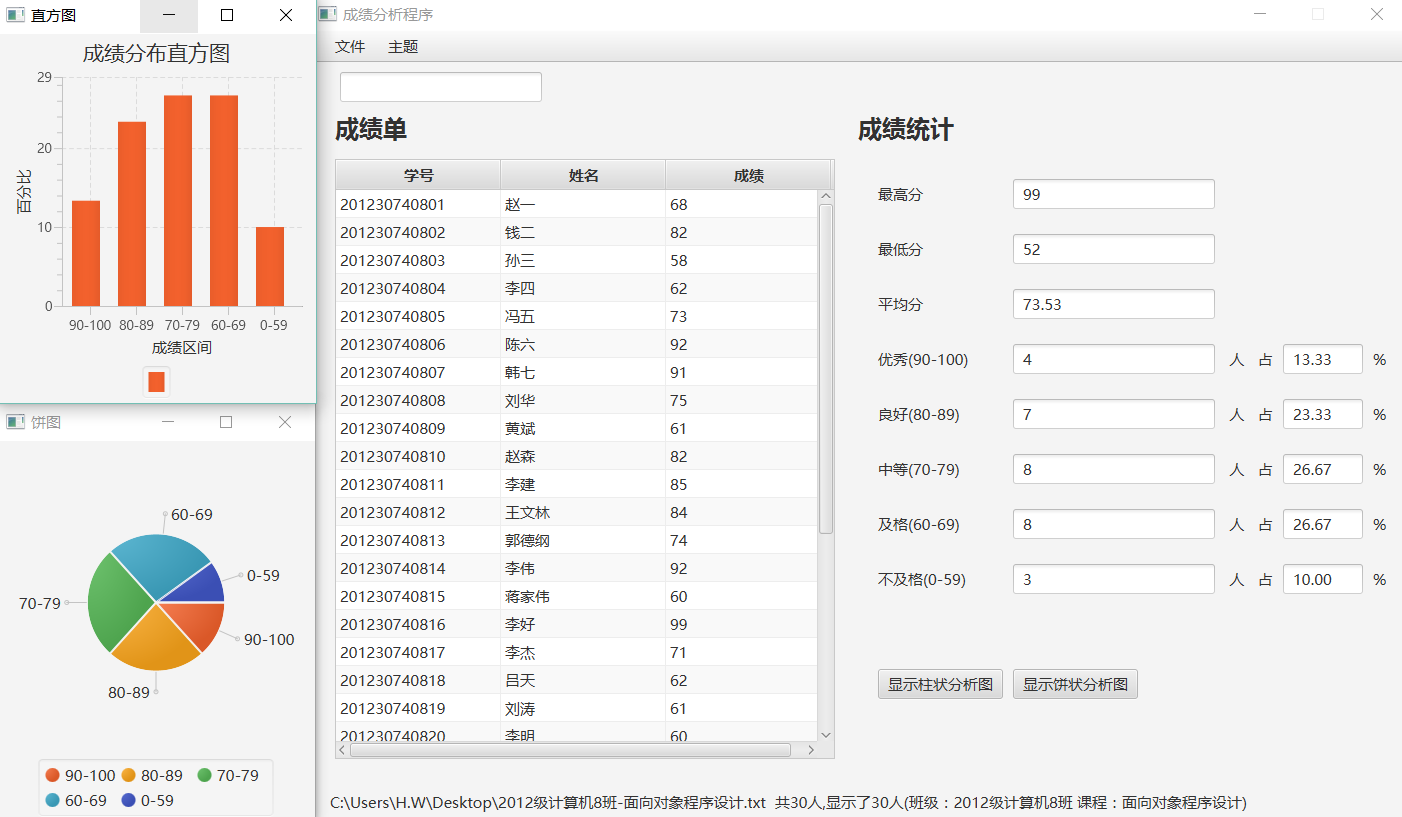 直方图
成绩分布直方图
29
20
10
0
百分比
90-100 80-89 70-79 60-69 0-59
成绩区间
饼图
60-69
0-59
70-79
90-100
80-89
90-100 80-89 70-79
60-69 0-59
成绩分析程序
文件 主题
成绩单
学号 姓名 成绩
201230740801 赵一 68
201230740802 钱二 82
201230740803 孙三 58
201230740804 李四 62
201230740805 冯五 73
201230740806 陈六 92
201230740807 韩七 91
201230740808 刘华 75
201230740809 黄斌 61
201230740810 赵森 82
201230740811 李建 85
201230740812 王文林 84
201230740813 郭德纲 74
201230740814 李伟 92
201230740815 蒋家伟 60
201230740816 李好 99
201230740817 李杰 71
201230740818 吕天 62
201230740819 刘涛 61
201230740820 李明 60
成绩统计
最高分 99
最低分 52
平均分 73.53
优秀(90-100) 4 人 占 13.33 %
良好(80-89) 7 人 占 23.33 %
中等(70-79) 8 人 占 26.67 %
及格(60-69) 8 人 占 26.67 %
不及格(0-59) 3 人 占 10.00 %
显示柱状分析图 显示饼状分析图
C:\Users\H.W\Desktop\2012级计算机8班-面向对象程序设计.txt 共30人,显示了30人(班级：2012级计算机8班 课程：面向对象程序设计)